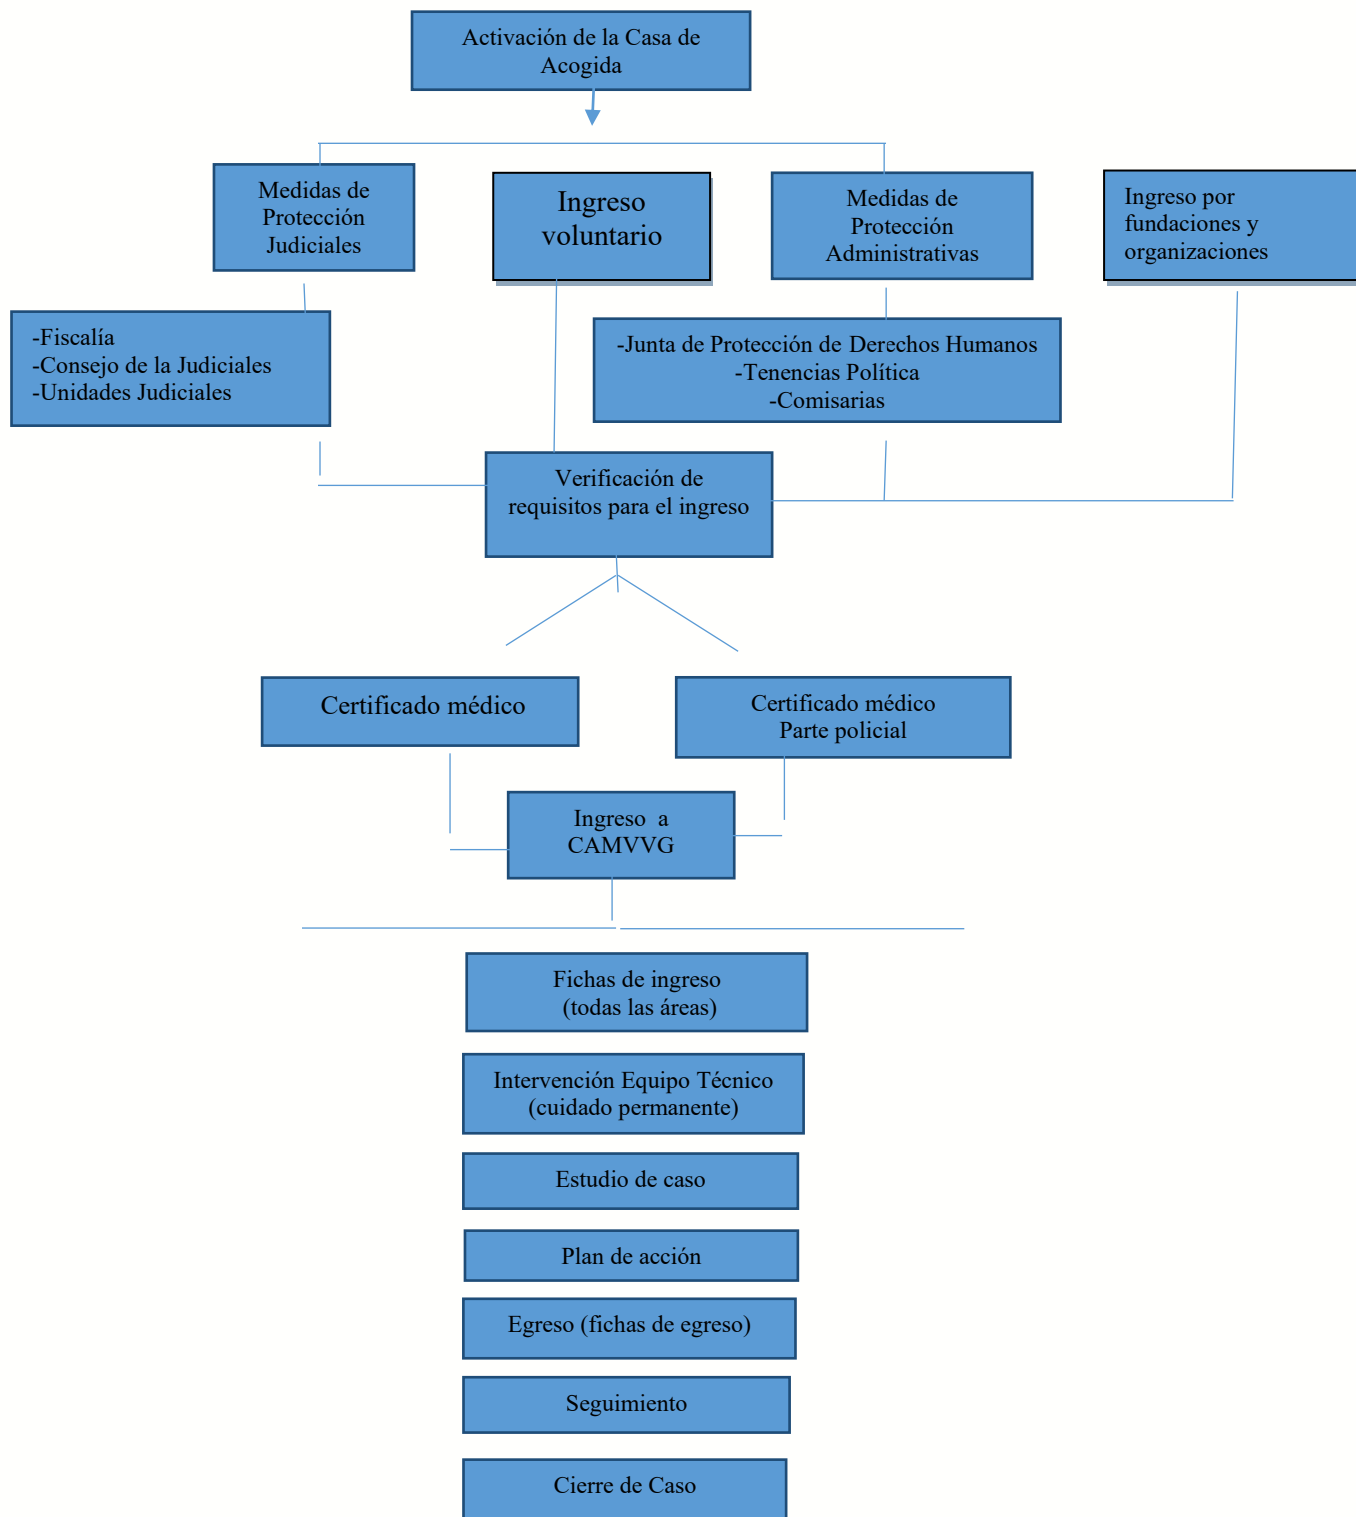 Activación de la Casa de
Acogida
Medidas de
Protección
Judiciales
Ingreso
voluntario
Medidas de
Protección
Administrativas
Ingreso por
fundaciones y
organizaciones
-Fiscalía
-Consejo de la Judiciales
-Unidades Judiciales
-Junta de Protección de Derechos Humanos
-Tenencias Política
-Comisarias
Verificación de
requisitos para el ingreso
Certificado médico
Certificado médico
Parte policial
Ingreso a
CAMVVG
Fichas de ingreso
(todas las áreas)
Intervención Equipo Técnico
(cuidado permanente)
Estudio de caso
Plan de acción
Egreso (fichas de egreso)
Seguimiento
Cierre de Caso